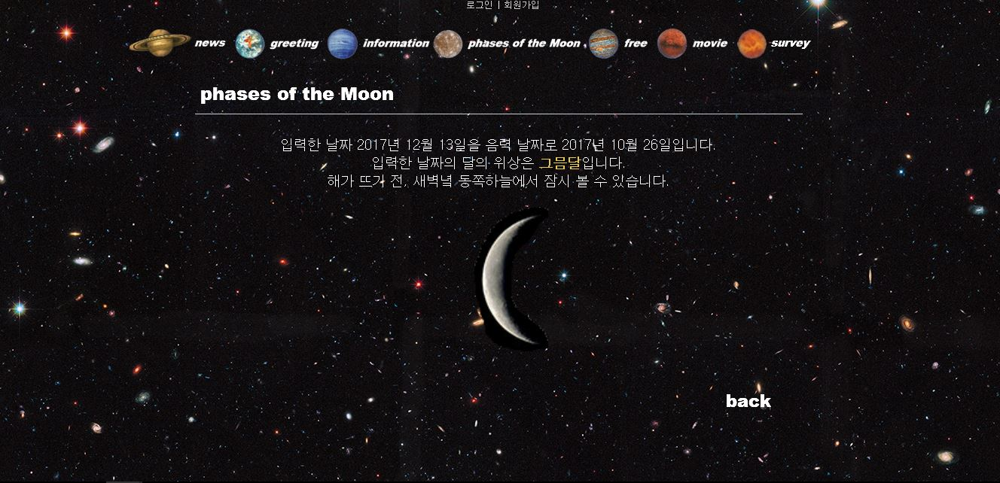 로그인 | 회원가입
news greeting information phases of the Moon free movie survey
phases of the Moon
입력한 날짜 2017년 12월 13일을 음력 날짜로 2017년 10월 26일입니다.
입력한 날짜의 달의 위상은 그믐달입니다.
해가 뜨기 전, 새벽녘 동쪽하늘에서 잠시 볼 수 있습니다.
back